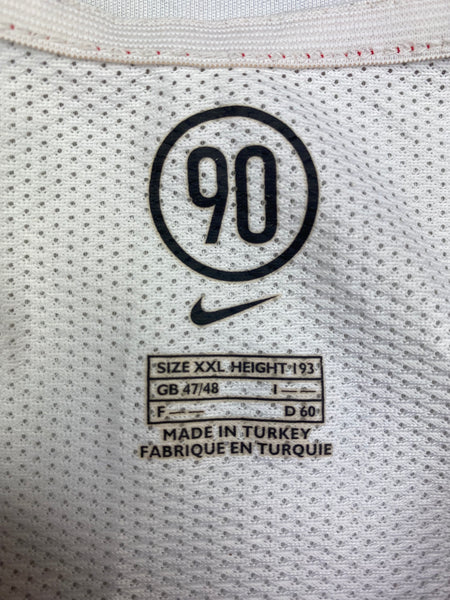 90
SIZE XXL HEIGHT 193
GB 47/48 I — —
F — — D 60
MADE IN TURKEY
FABRIQUE EN TURQUIE